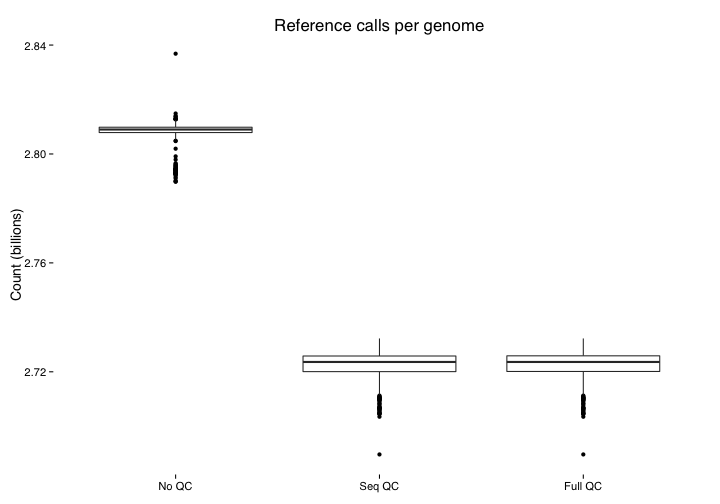 Reference calls per genome
Count (billions)
2.84
2.80
2.76
2.72
No QC
Seq QC
Full QC